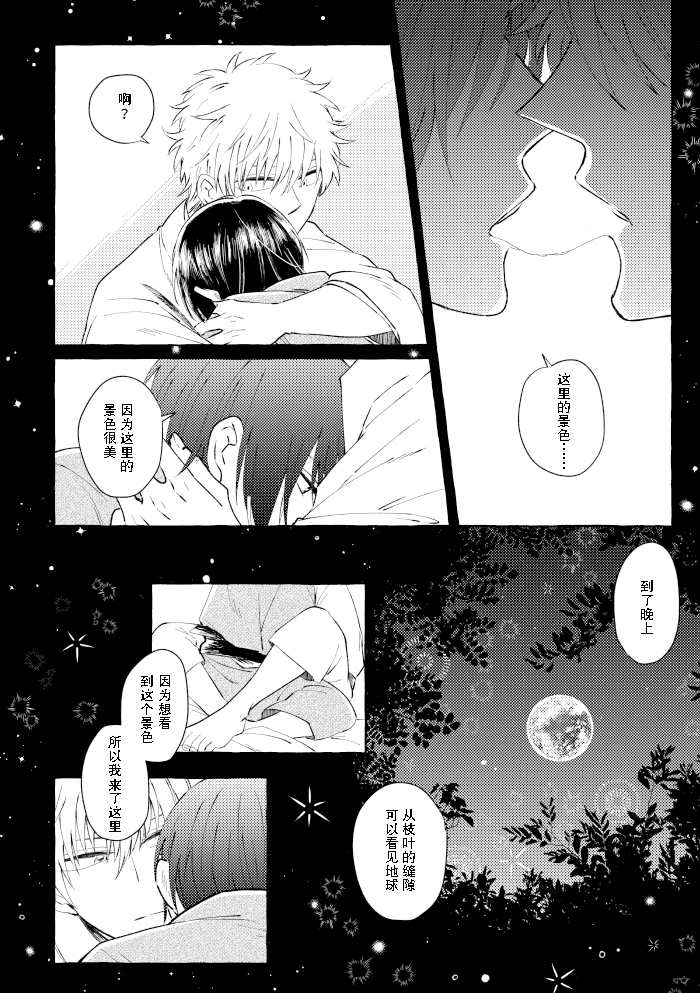 这里的景色……
啊?
因为这里的
景色很美
到了晚上
从枝叶的缝隙
可以看见地球
因为想看
到这个景色
所以我来了这里